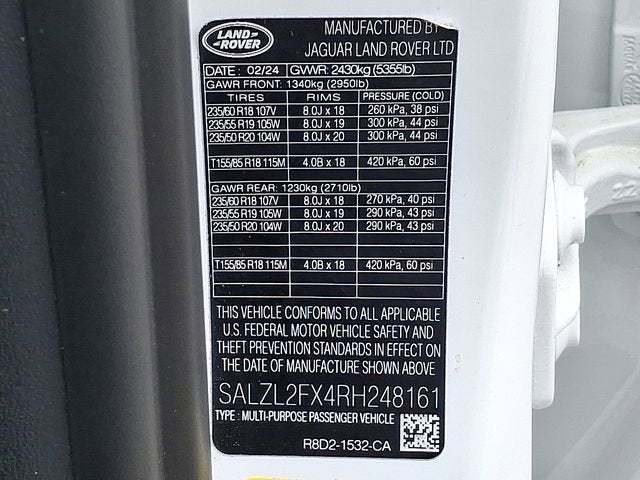 LAND-
-ROVER
MANUFACTURED BY
JAGUAR LAND ROVER LTD
DATE : 02/24 GVWR: 2430kg (5355lb)
GAWR FRONT: 1340kg (2950lb)
TIRES RIMS PRESSURE (COLD)
235/60 R18 107V 8.0J x 18 260 kPa, 38 psi
235/55 R19 105W 8.0J x 19 300 kPa, 44 psi
235/50 R20 104W 8.0J x 20 300 kPa, 44 psi
T155/85 R18 115M 4.0B x 18 420 kPa, 60 psi
GAWR REAR: 1230kg (2710lb)
235/60 R18 107V 8.0J x 18 270 kPa, 40 psi
235/55 R19 105W 8.0J x 19 290 kPa, 43 psi
235/50 R20 104W 8.0J x 20 290 kPa, 43 psi
T155/85 R18 115M 4.0B x 18 420 kPa, 60 psi
THIS VEHICLE CONFORMS TO ALL APPLICABLE
U.S. FEDERAL MOTOR VEHICLE SAFETY AND
THEFT PREVENTION STANDARDS IN EFFECT ON
THE DATE OF MANUFACTURE SHOWN ABOVE
SALZL2FX4RH248161
TYPE : MULTI-PURPOSE PASSENGER VEHICLE
R8D2-1532-CA